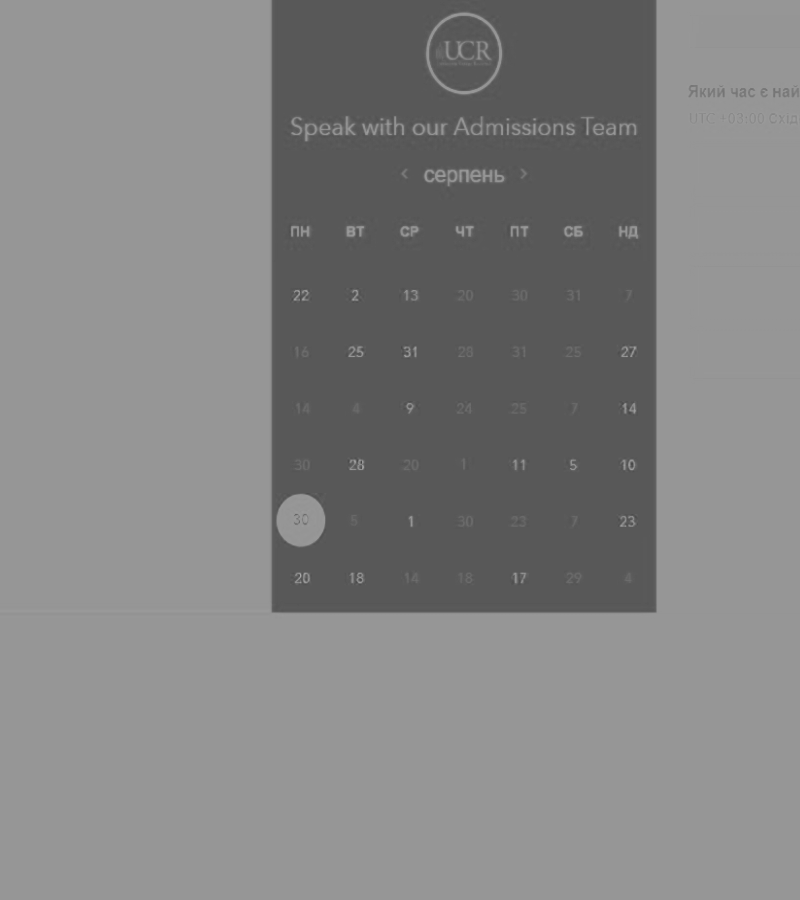 UCR
Speak with our Admissions Team
‹ серпень ›
ПН ВТ СР ЧТ ПТ СБ НД
22 2 13 20 30 31 7
16 25 31 28 31 25 27
14 4 9 24 25 7 14
30 28 20 1 11 5 10
30 5 1 30 23 7 23
20 18 14 18 17 29 4
Який час є най
UTC +03:00 Схід